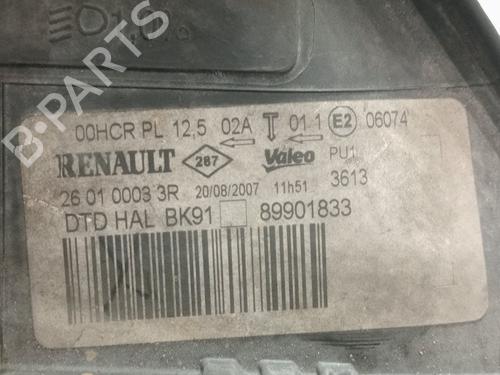 00HCR PL 12,5 02A T 01.1 E2 06074
RENAULT 287 Valeo PU1
26 01 0003 3R 20/08/2007 11h51 3613
DTD HAL BK91 89901833
B-PARTS